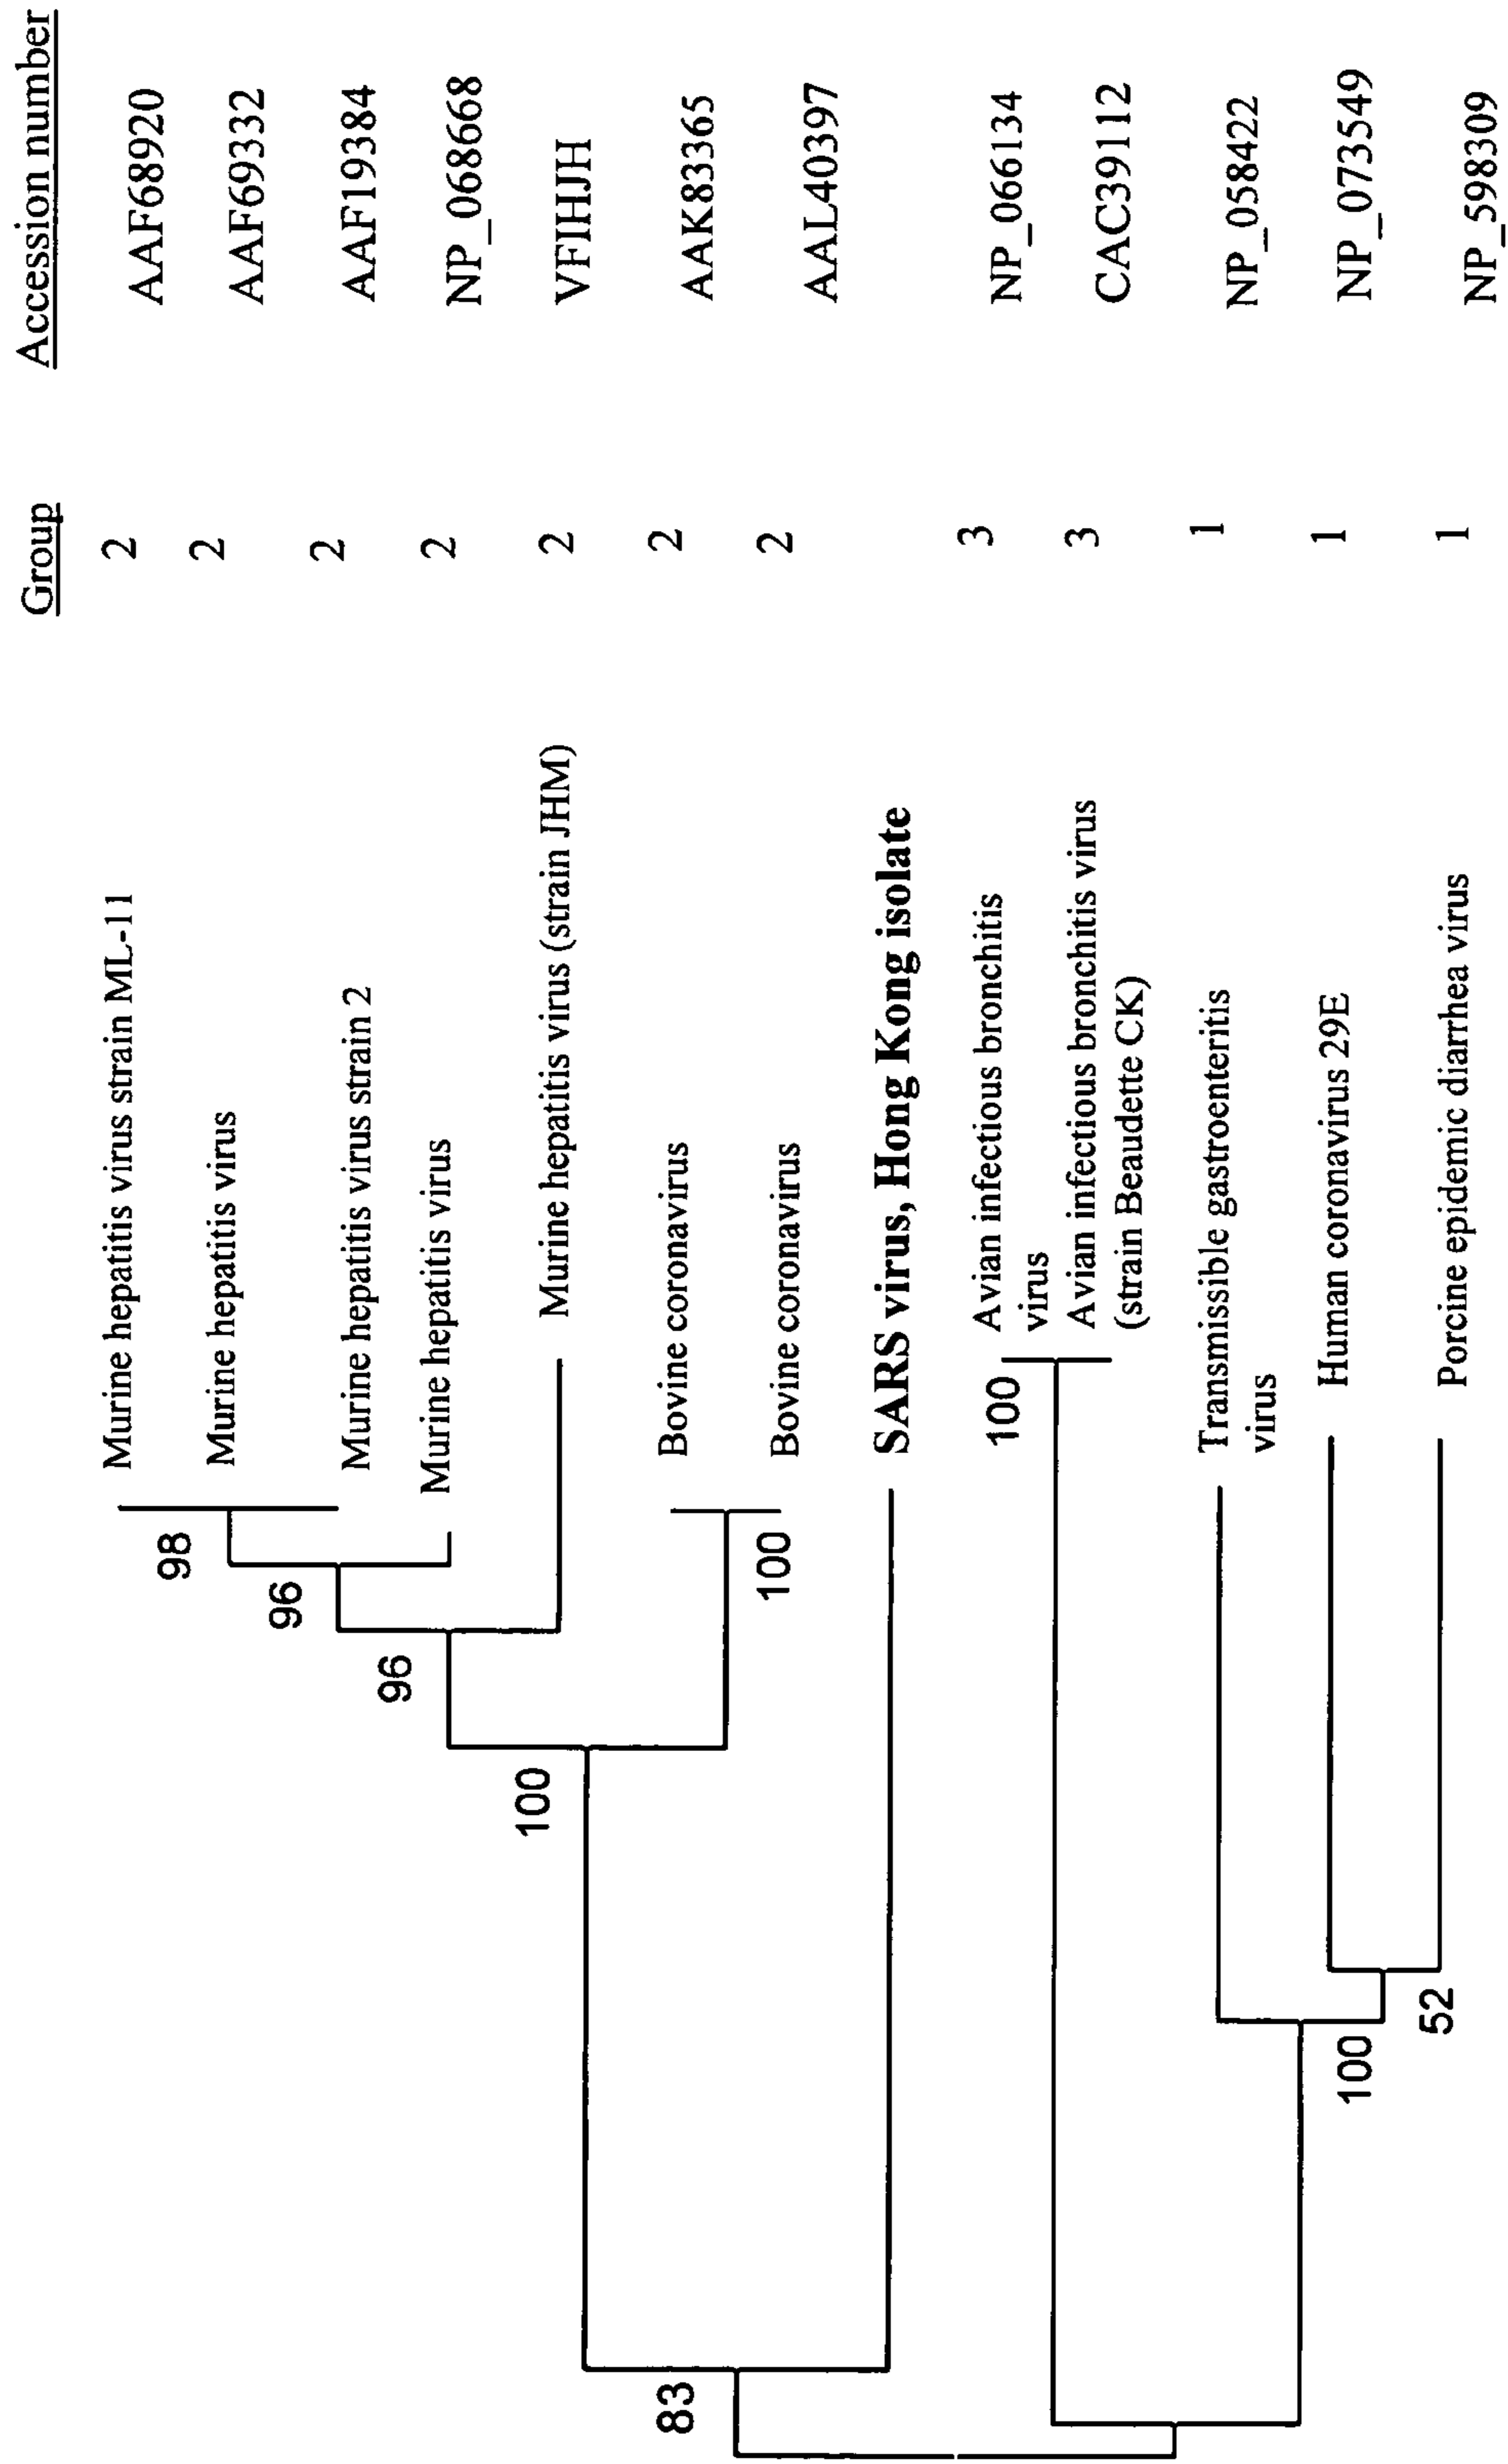 Group Accession number
Murine hepatitis virus strain ML-11 2 AAF68920
98
Murine hepatitis virus 2 AAF69332
96
Murine hepatitis virus strain 2 2 AAF19384
96
Murine hepatitis virus 2 NP_068668
100
Murine hepatitis virus (strain JHM) 2 VFIHJH
83
Bovine coronavirus 2 AAK83365
100
Bovine coronavirus 2 AAL40397
SARS virus, Hong Kong isolate
100
Avian infectious bronchitis 3 NP_066134
virus
Avian infectious bronchitis virus 3 CAC39112
(strain Beaudette CK)
Transmissible gastroenteritis 1 NP_058422
virus
Human coronavirus 29E 1 NP_073549
100
52
Porcine epidemic diarrhea virus 1 NP_598309